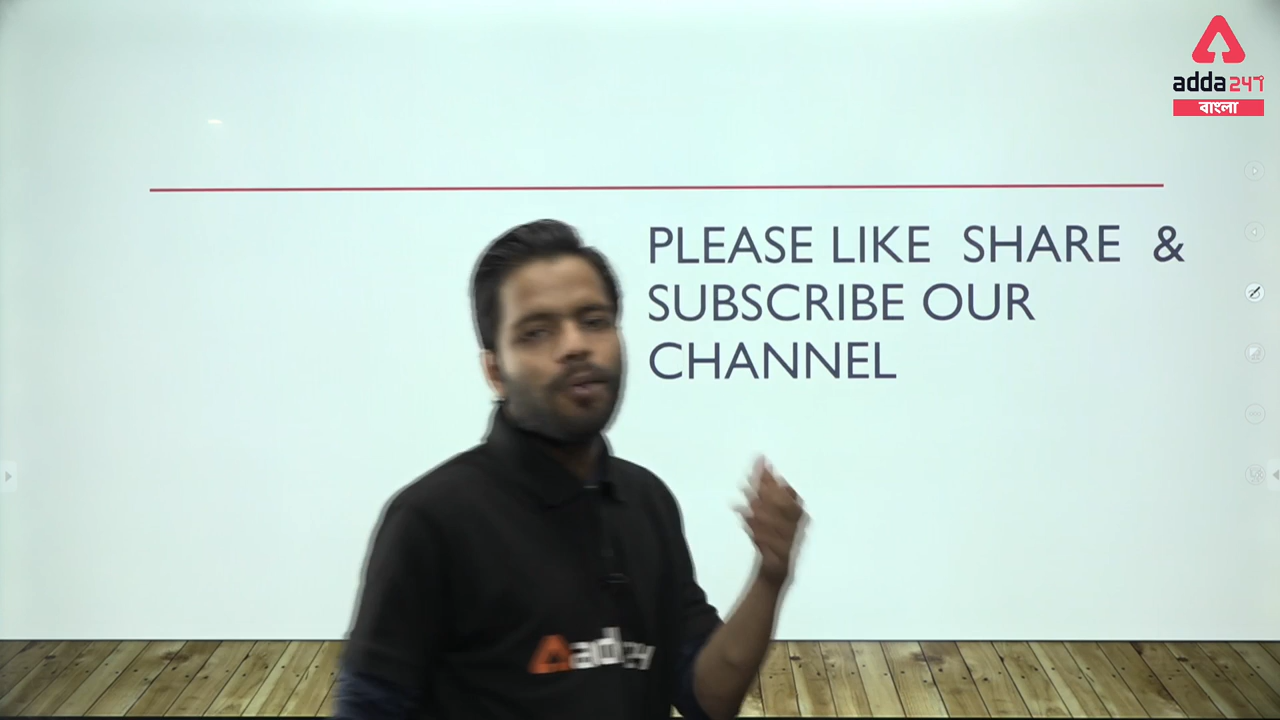 adda247
বাংলা
PLEASE LIKE SHARE &
SUBSCRIBE OUR
CHANNEL